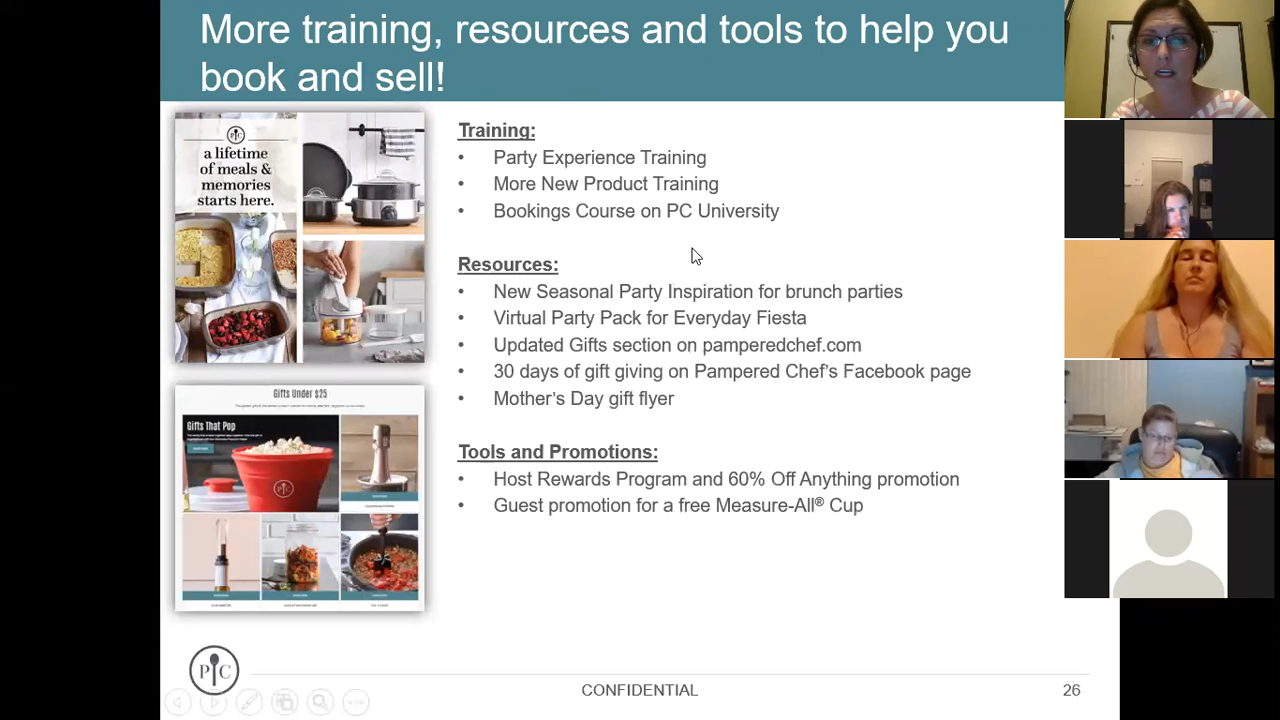 More training, resources and tools to help you
book and sell!
a lifetime
of meals &
memories
starts here.
Training:
• Party Experience Training
• More New Product Training
• Bookings Course on PC University
Resources:
• New Seasonal Party Inspiration for brunch parties
• Virtual Party Pack for Everyday Fiesta
• Updated Gifts section on pamperedchef.com
• 30 days of gift giving on Pampered Chef’s Facebook page
• Mother’s Day gift flyer
Tools and Promotions:
• Host Rewards Program and 60% Off Anything promotion
• Guest promotion for a free Measure-All® Cup
Gifts Under $25
Gifts That Pop
PC
PC
CONFIDENTIAL
26